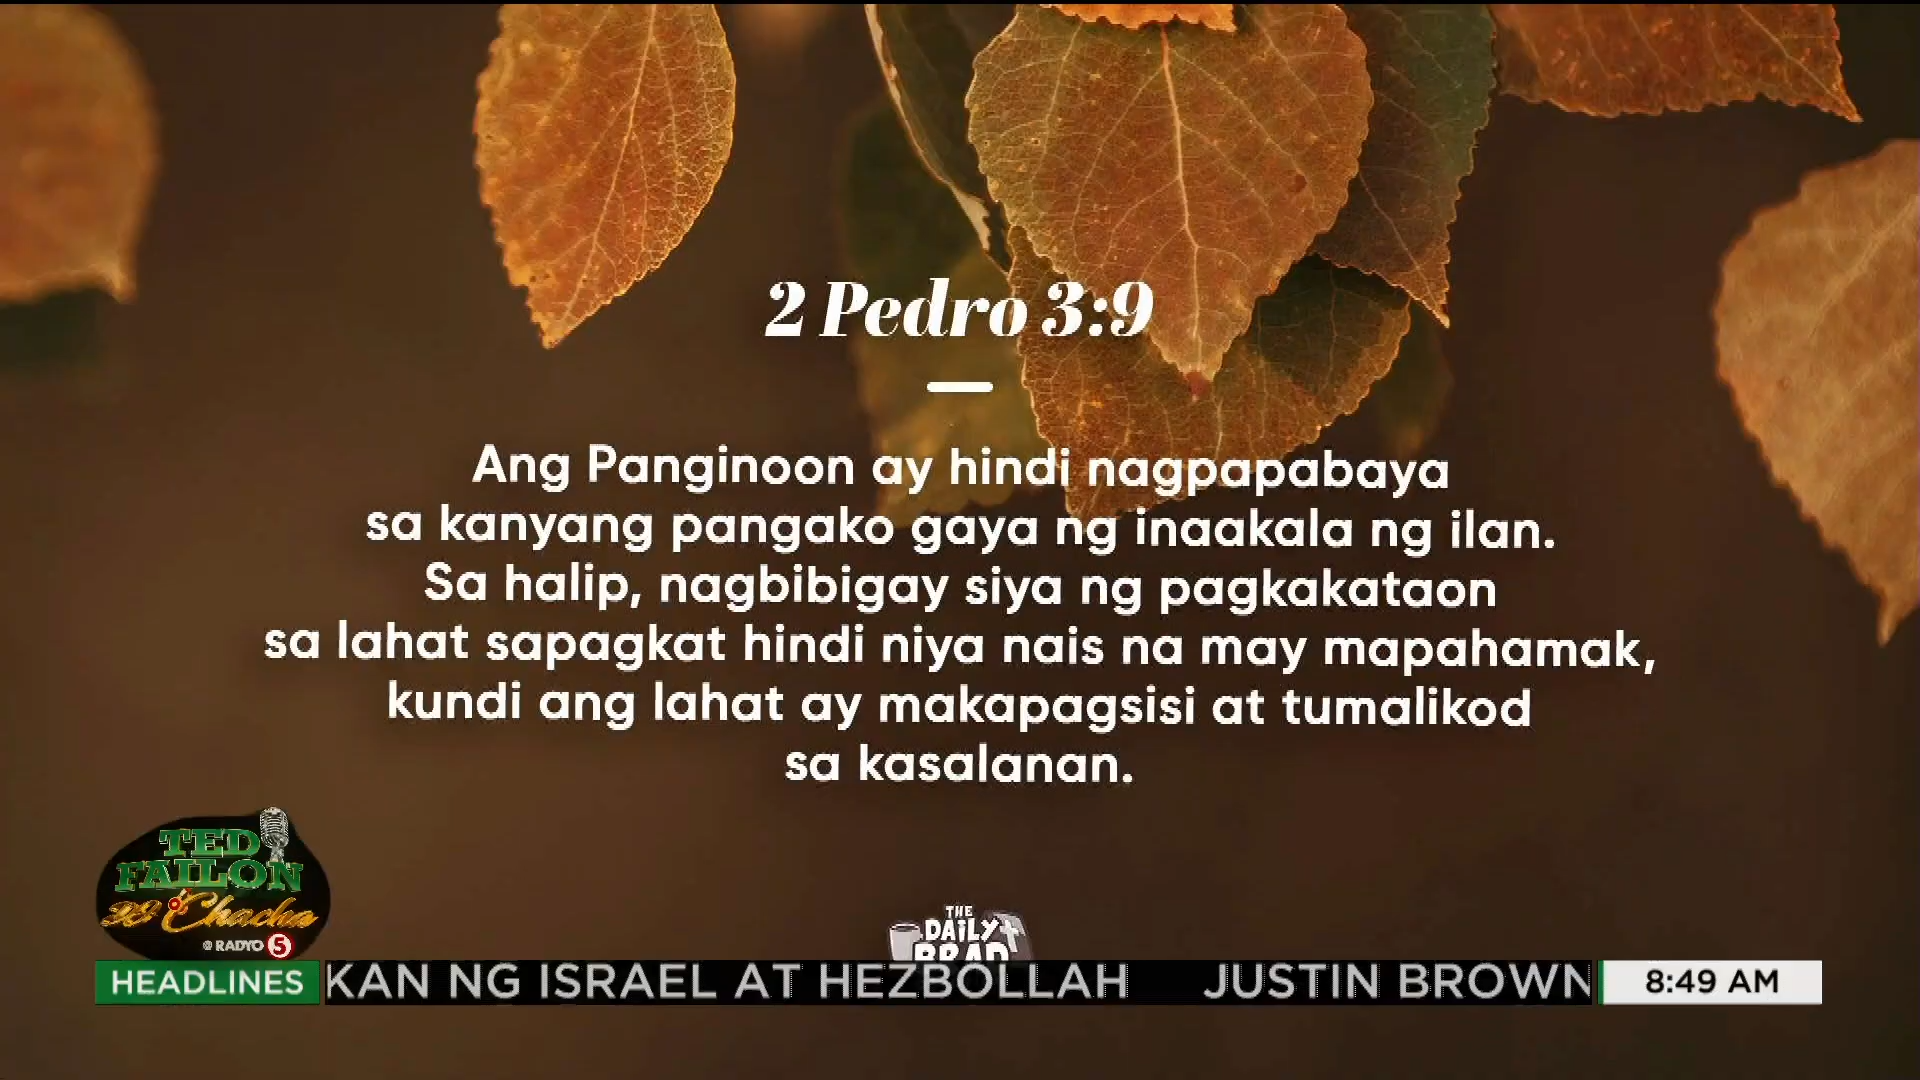 2 Pedro 3:9
Ang Panginoon ay hindi nagpapabaya
sa kanyang pangako gaya ng inaakala ng ilan.
Sa halip, nagbibigay siya ng pagkakataon
sa lahat sapagkat hindi niya nais na may mapahamak,
kundi ang lahat ay makapagsisi at tumalikod
sa kasalanan.
TED
FAILON
DJ Chacha
@ RADYO 5
THE
DAILY
BRAD
HEADLINES KAN NG ISRAEL AT HEZBOLLAH JUSTIN BROWN 8:49 AM